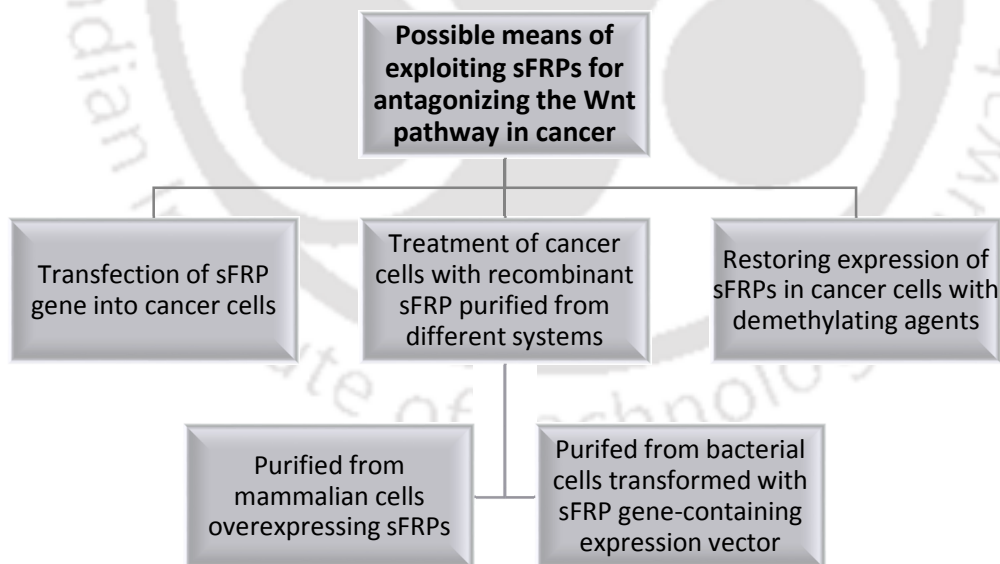 Possible means of
exploiting sFRPs for
antagonizing the Wnt
pathway in cancer
Transfection of sFRP
gene into cancer cells
Treatment of cancer
cells with recombinant
sFRP purified from
different systems
Restoring expression of
sFRPs in cancer cells with
demethylating agents
Purified from
mammalian cells
overexpressing sFRPs
Purifed from bacterial
cells transformed with
sFRP gene-containing
expression vector